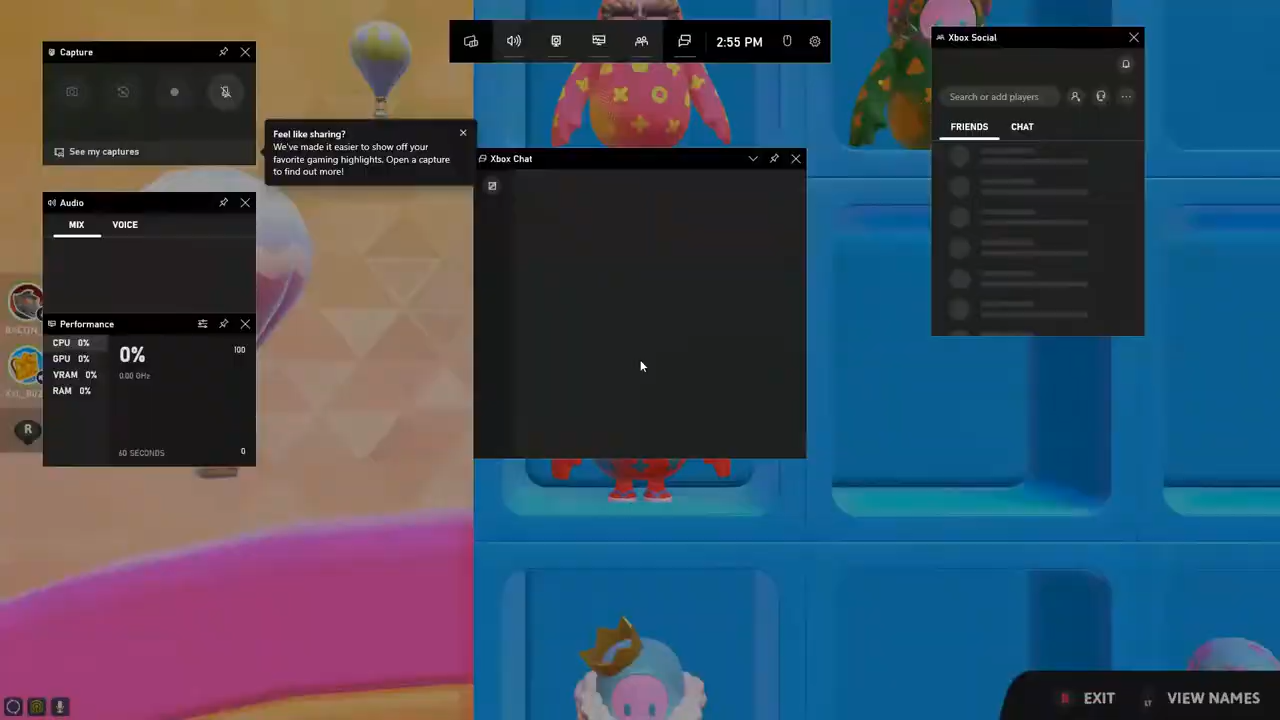 Capture
See my captures
Feel like sharing?
We've made it easier to show off your
favorite gaming highlights. Open a capture
to find out more!
Audio
MIX VOICE
Performance
CPU 0%
GPU 0%
VRAM 0%
RAM 0%
0%
0.00 GHz
100
60 SECONDS
0
R
2:55 PM
Xbox Chat
Xbox Social
Search or add players
FRIENDS CHAT
EXIT
LT VIEW NAMES